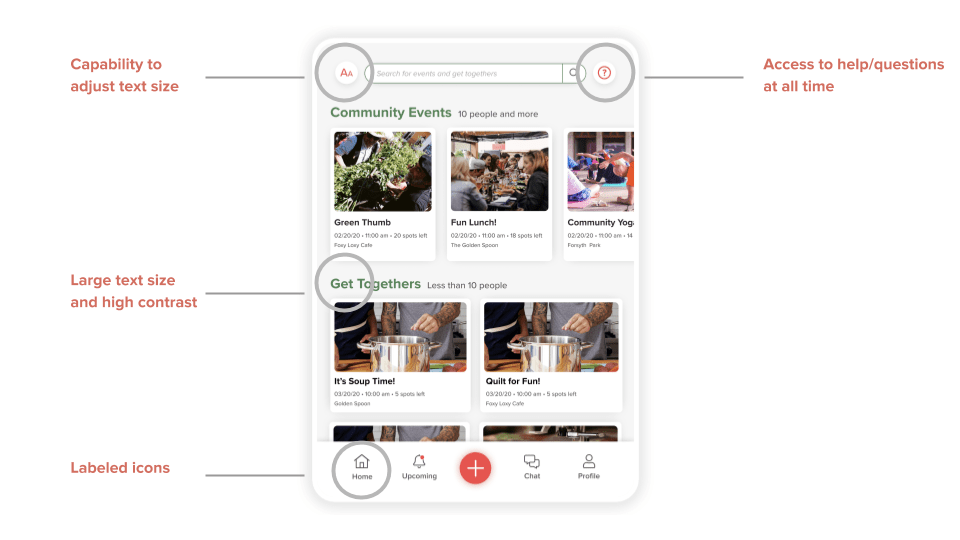 Capability to
adjust text size
AA
Search for events and get togethers
?
Access to help/questions
at all time
Community Events 10 people and more
Green Thumb
02/20/20 • 11:00 am • 20 spots left
Foxy Loxy Cafe
Fun Lunch!
02/20/20 • 11:00 am • 18 spots left
The Golden Spoon
Community Yoga
02/20/20 • 11:00 am • 14
Forsyth Park
Large text size
and high contrast
Get Togethers Less than 10 people
It's Soup Time!
03/20/20 • 10:00 am • 5 spots left
Golden Spoon
Quilt for Fun!
03/20/20 • 10:00 am • 5 spots left
Foxy Loxy Cafe
Labeled icons
Home
Upcoming
Chat
Profile